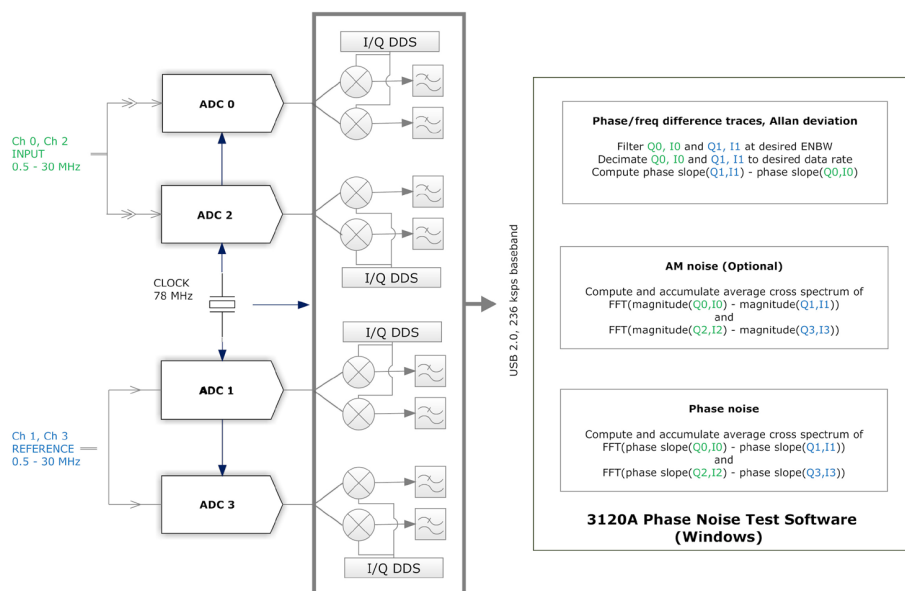 I/Q DDS
ADC 0
Ch 0, Ch 2
INPUT
0.5 - 30 MHz
ADC 2
I/Q DDS
CLOCK
78 MHz
I/Q DDS
ADC 1
Ch 1, Ch 3
REFERENCE
0.5 - 30 MHz
ADC 3
I/Q DDS
USB 2.0, 236 ksps baseband
Phase/freq difference traces, Allan deviation
Filter Q0, I0 and Q1, I1 at desired ENBW
Decimate Q0, I0 and Q1, I1 to desired data rate
Compute phase slope(Q1,I1) - phase slope(Q0,I0)
AM noise (Optional)
Compute and accumulate average cross spectrum of
FFT(magnitude(Q0,I0) - magnitude(Q1,I1))
and
FFT(magnitude(Q2,I2) - magnitude(Q3,I3))
Phase noise
Compute and accumulate average cross spectrum of
FFT(phase slope(Q0,I0) - phase slope(Q1,I1))
and
FFT(phase slope(Q2,I2) - phase slope(Q3,I3))
3120A Phase Noise Test Software
(Windows)